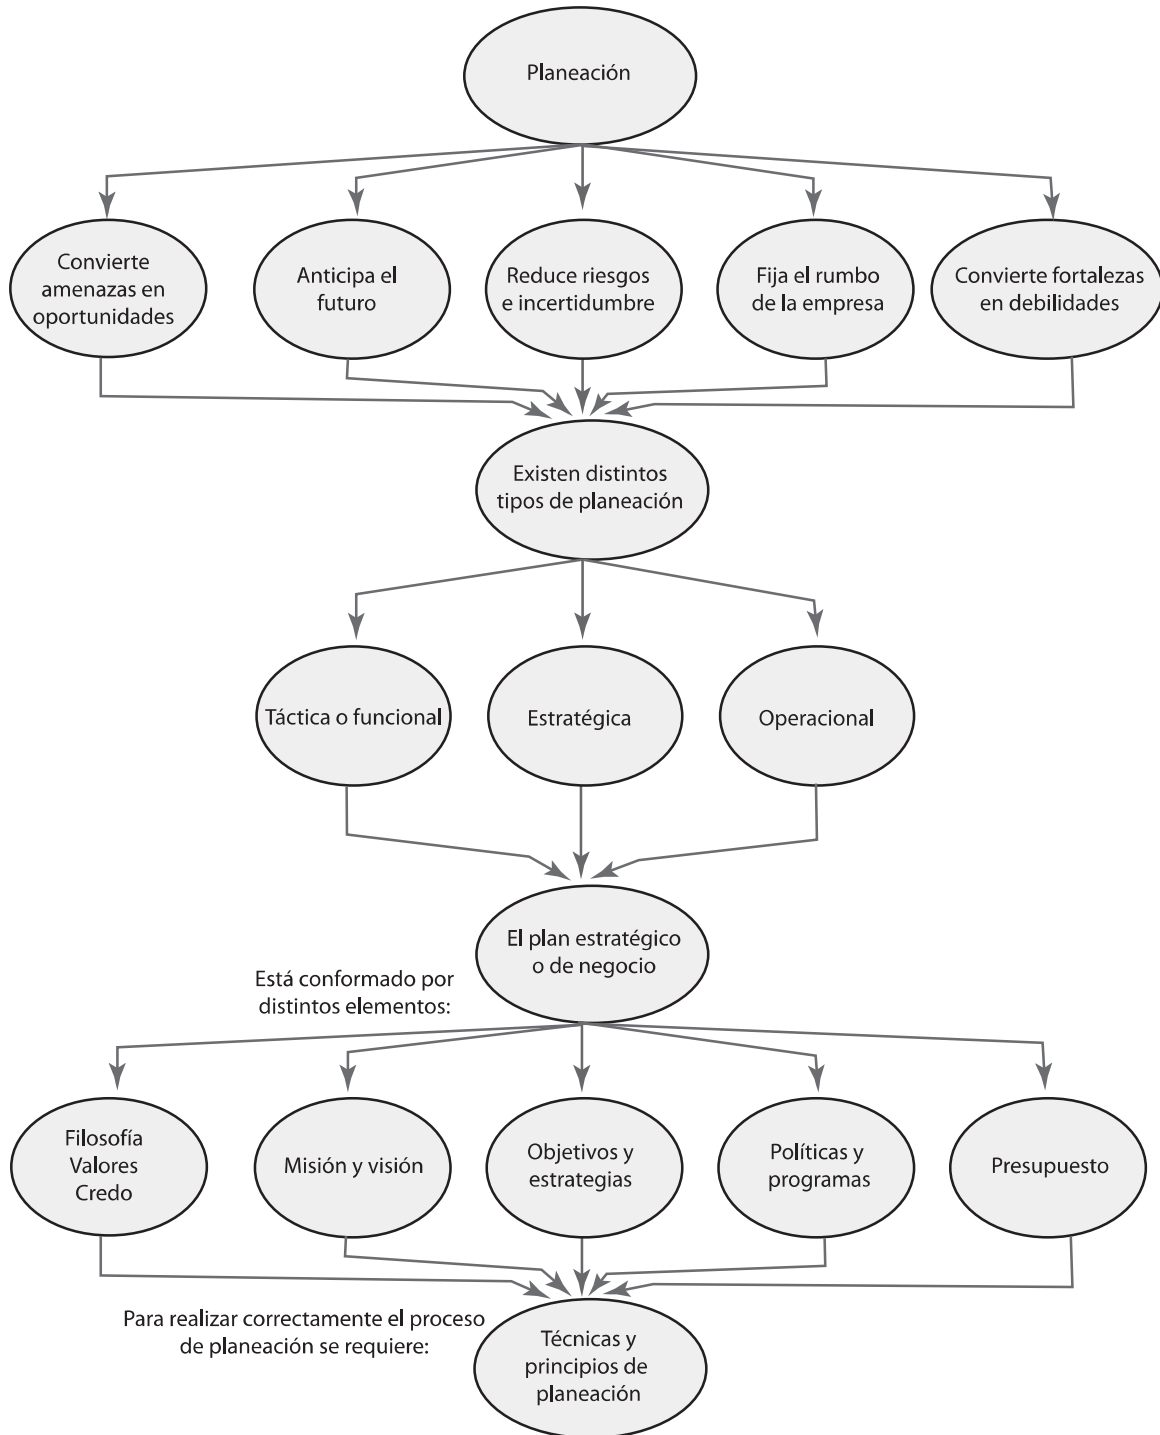 Planeación
Convierte
amenazas en
oportunidades
Anticipa el
futuro
Reduce riesgos
e incertidumbre
Fija el rumbo
de la empresa
Convierte fortalezas
en debilidades
Existen distintos
tipos de planeación
Táctica o funcional
Estratégica
Operacional
El plan estratégico
o de negocio
Está conformado por
distintos elementos:
Filosofía
Valores
Credo
Misión y visión
Objetivos y
estrategias
Políticas y
programas
Presupuesto
Para realizar correctamente el proceso
de planeación se requiere:
Técnicas y
principios de
planeación